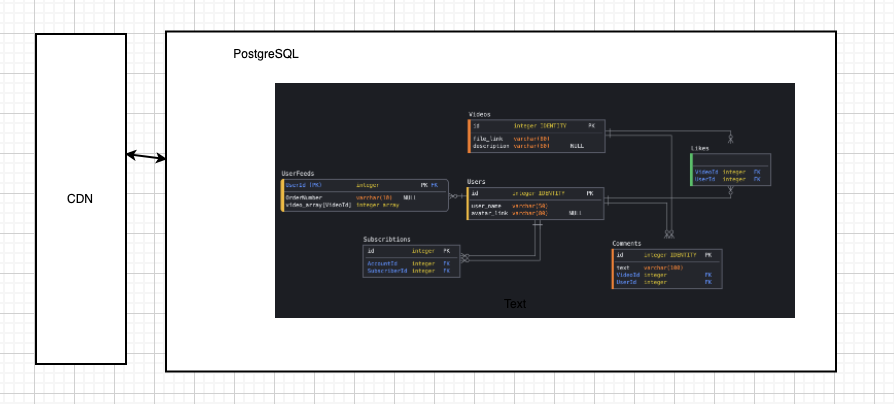 PostgreSQL
CDN
Videos
id integer IDENTITY PK
file_link varchar(80)
description varchar(50) NULL
Likes
VideoId integer FK
UserId integer FK
UserFeeds
UserId (PK) integer PK FK
OrderNumber varchar(10) NULL
video_array[VideoId] integer array
Users
id integer IDENTITY PK
user_name varchar(50)
avatar_link varchar(80) NULL
Subscribtions
id integer PK
AccountId integer FK
SubscriberId integer FK
Comments
id integer IDENTITY PK
text varchar(100)
VideoId integer FK
UserId integer FK
Text